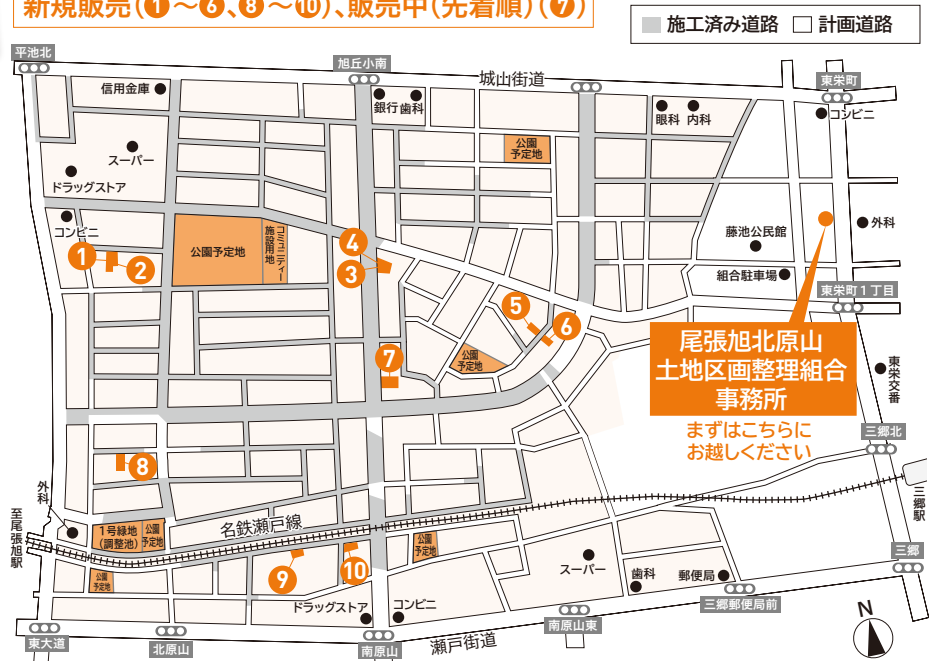 新規販売(❶～❻、❽～❿)、販売中(先着順)(❼)
施工済み道路
計画道路
平池北
旭丘小南
城山街道
東栄町
信用金庫
銀行
歯科
眼科
内科
コンビニ
公園
予定地
スーパー
ドラッグストア
コンビニ
公園予定地
コミュニティー
施設用地
4
3
藤池公民館
外科
1
2
組合駐車場
東栄町1丁目
5
6
尾張旭北原山
土地区画整理組合
事務所
まずはこちらに
お越しください
公園
予定地
7
東栄交番
三郷北
8
外科
三郷駅
至尾張旭駅
1号緑地
(調整池)
公園
予定地
名鉄瀬戸線
公園
予定地
三郷
9
10
スーパー
歯科
郵便局
公園
予定地
ドラッグストア
コンビニ
三郷郵便局前
N
東大道
北原山
南原山
瀬戸街道
南原山東